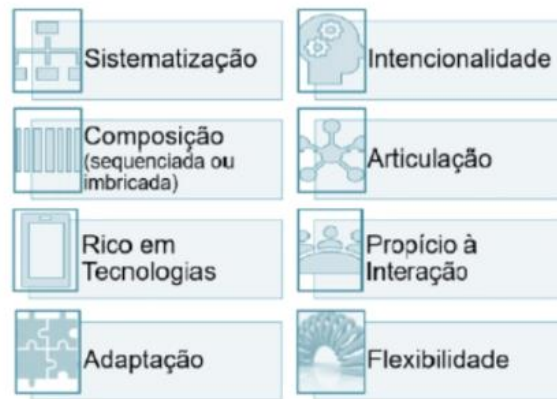 Sistematização
Intencionalidade
Composição
(sequenciada ou
imbricada)
Articulação
Rico em
Tecnologias
Propício à
Interação
Adaptação
Flexibilidade